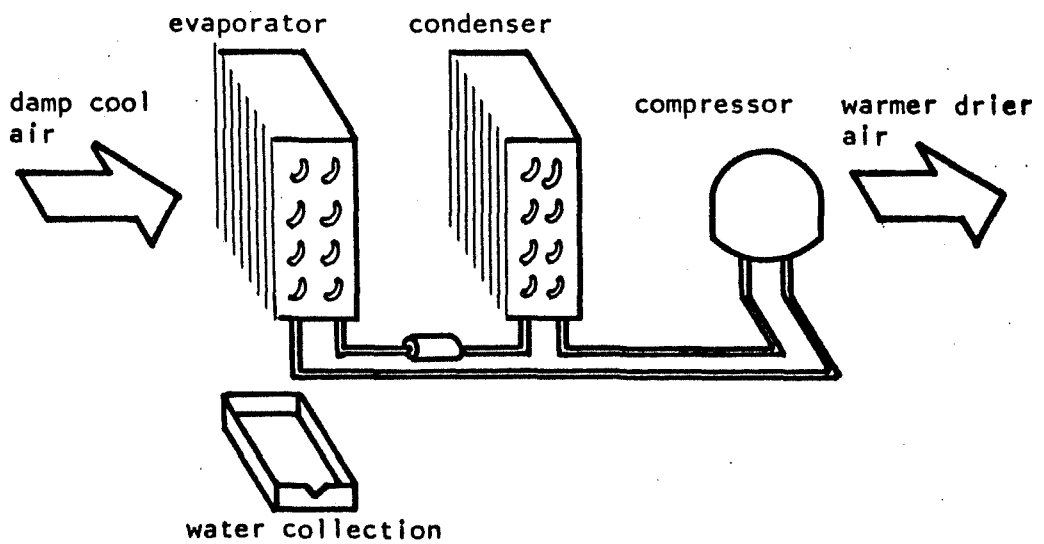 evaporator
condenser
damp cool
air
compressor
warmer drier
air
water collection